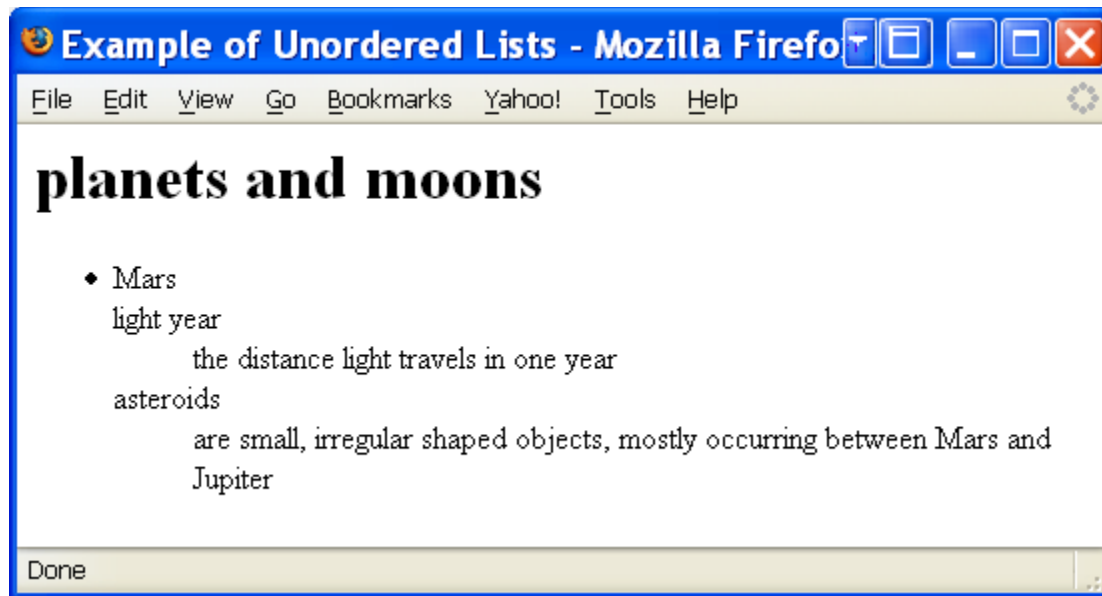 Example of Unordered Lists - Mozilla Firefo
File Edit View Go Bookmarks Yahoo! Tools Help
planets and moons
Mars
light year
the distance light travels in one year
asteroids
are small, irregular shaped objects, mostly occurring between Mars and
Jupiter
Done